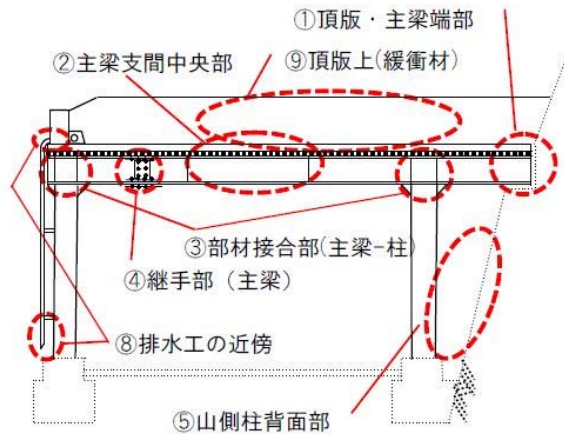 ①頂版・主梁端部
②主梁支間中央部
⑨頂版上(緩衝材)
③部材接合部(主梁-柱)
④継手部（主梁）
⑧排水工の近傍
⑤山側柱背面部